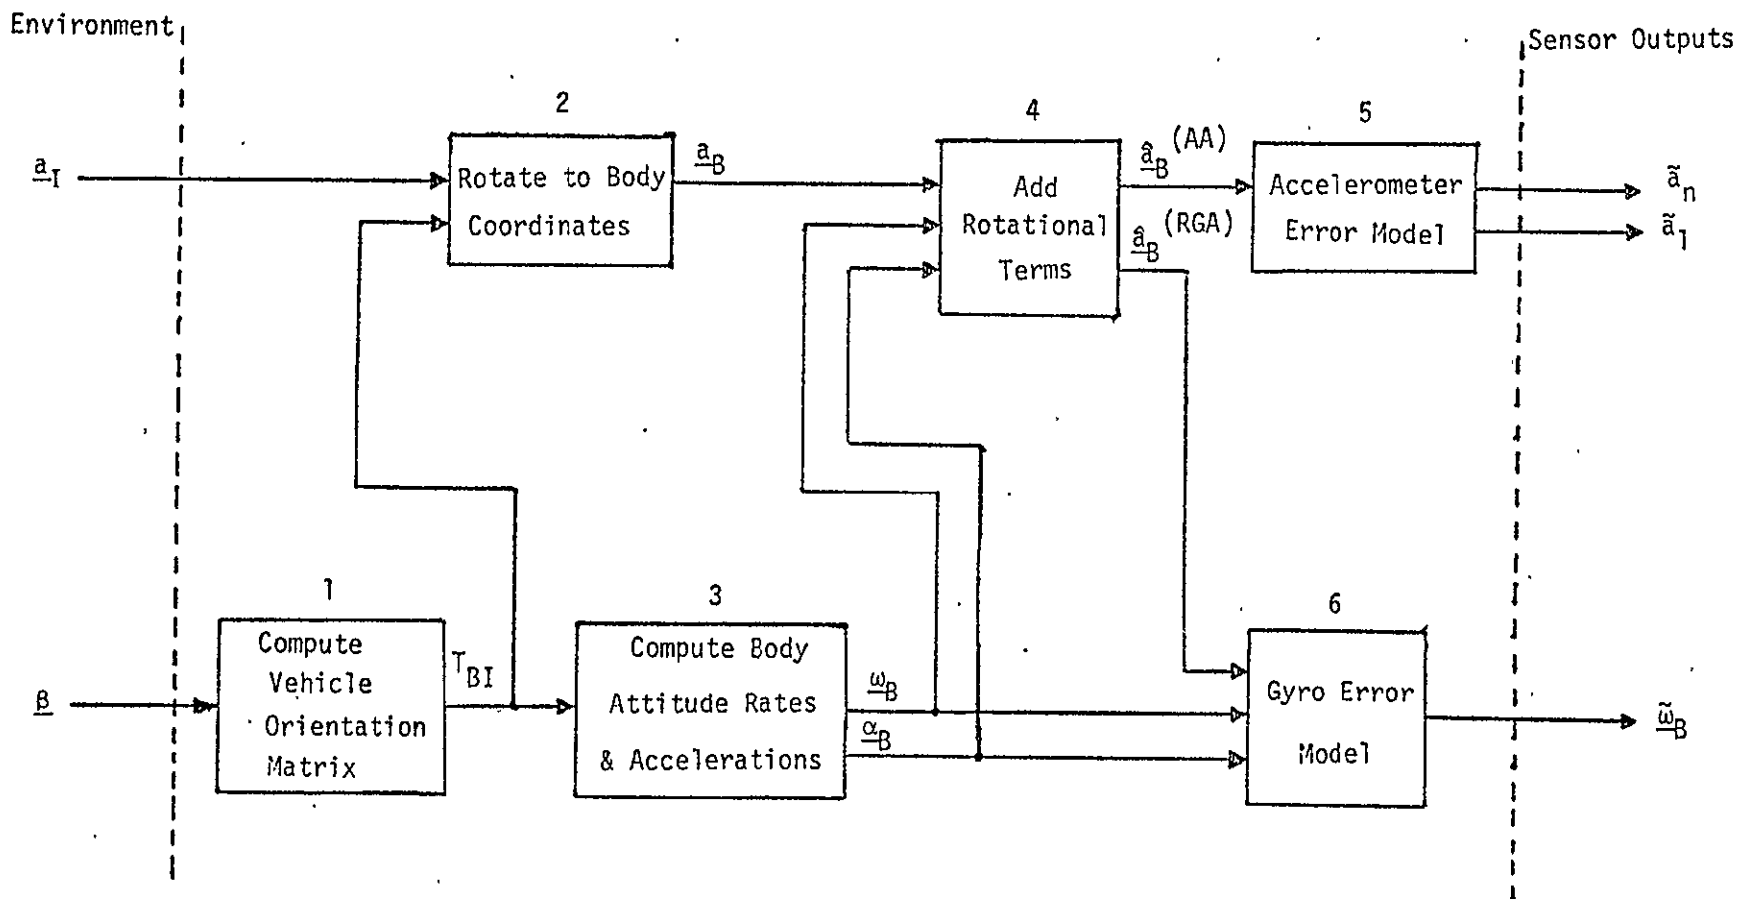 Environment
Sensor Outputs
2
4
5
a_I
Rotate to Body
Coordinates
a_B
Add
Rotational
Terms
â_B (AA)
â_B (RGA)
Accelerometer
Error Model
ã_n
ã_l
1
3
6
β
Compute
Vehicle
Orientation
Matrix
T_BI
Compute Body
Attitude Rates
& Accelerations
ω_B
α_B
Gyro Error
Model
ω̃_B